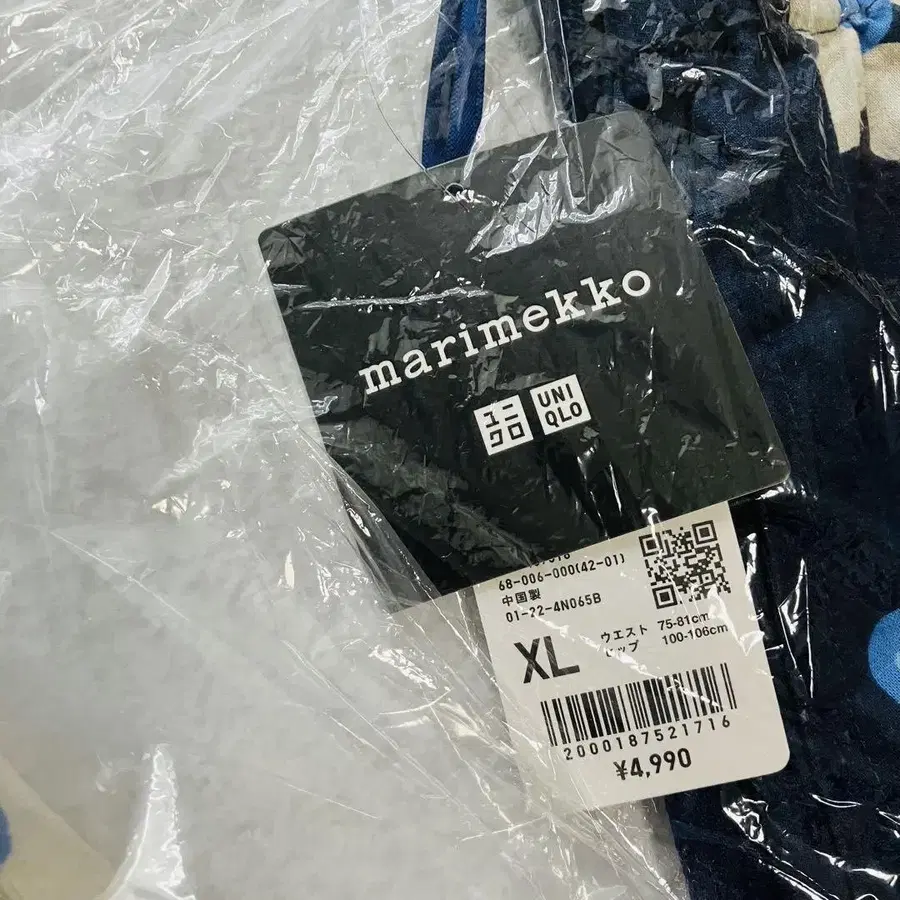 marimekko
ユニ
クロ
UNI
QLO
68-006-000(42-01)
中国製
01-22-4N065B
XL
ウエスト 75-81cm
ヒップ 100-106cm
2000187521716
¥4,990